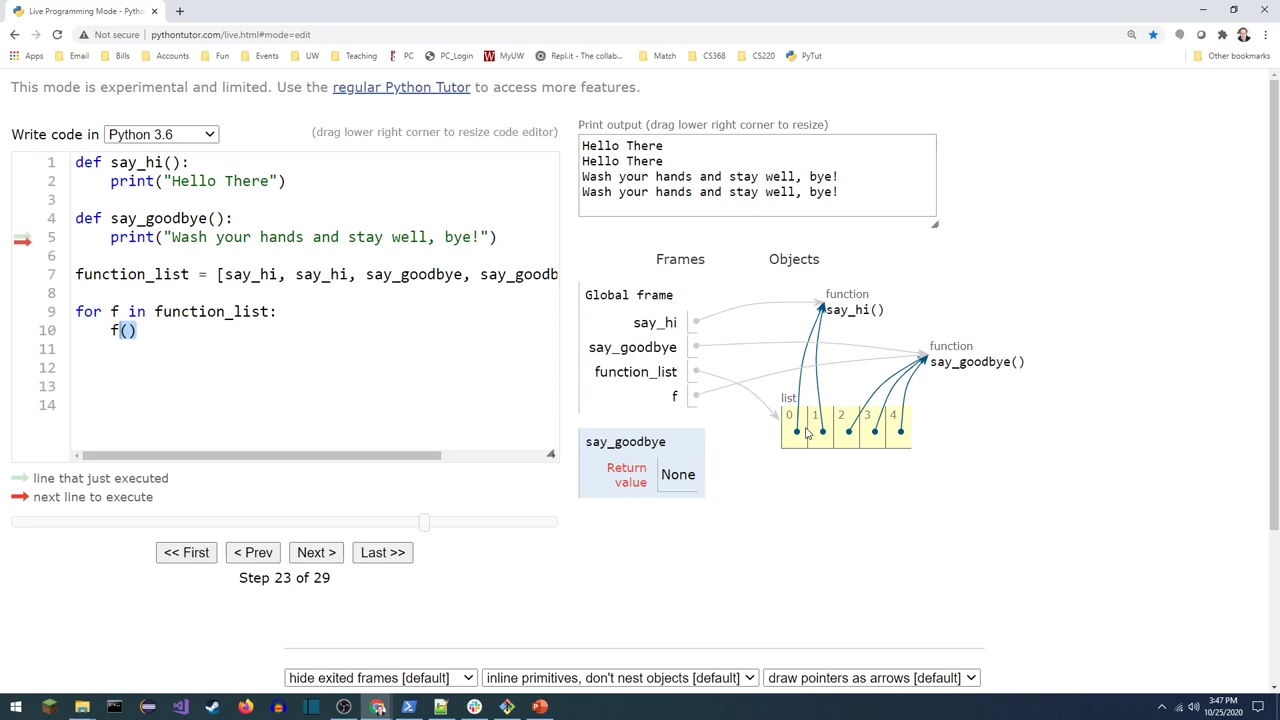 Live Programming Mode - Pytho
Not secure
pythontutor.com/live.html#mode=edit
Apps
Email
Bills
Accounts
Fun
Events
UW
Teaching
PC
PC_Login
MyUW
Repl.it - The collab...
Match
CS368
CS220
PyTut
Other bookmarks
This mode is experimental and limited. Use the regular Python Tutor to access more features.
Write code in Python 3.6
(drag lower right corner to resize code editor)
1 def say_hi():
2 print("Hello There")
3
4 def say_goodbye():
5 print("Wash your hands and stay well, bye!")
6
7 function_list = [say_hi, say_hi, say_goodbye, say_goodb
8
9 for f in function_list:
10 f()
11
12
13
14
line that just executed
next line to execute
<< First
< Prev
Next >
Last >>
Step 23 of 29
Print output (drag lower right corner to resize)
Hello There
Hello There
Wash your hands and stay well, bye!
Wash your hands and stay well, bye!
Frames
Objects
Global frame
say_hi
say_goodbye
function_list
f
function
say_hi()
function
say_goodbye()
list
0 1 2 3 4
say_goodbye
Return
value
None
hide exited frames [default]
inline primitives, don't nest objects [default]
draw pointers as arrows [default]
3:47 PM
10/25/2020